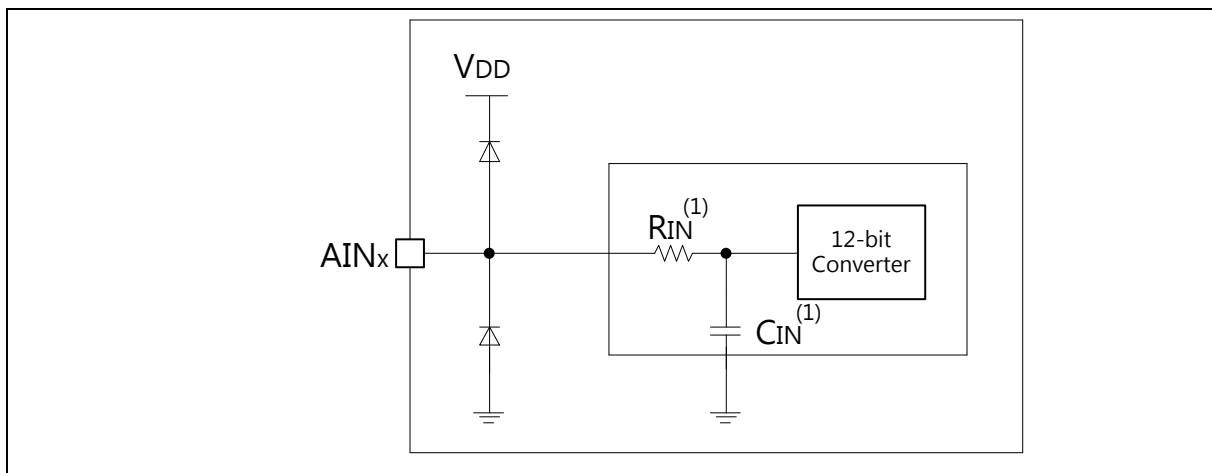 VDD
RIN(1)
12-bit
Converter
AINx
CIN(1)